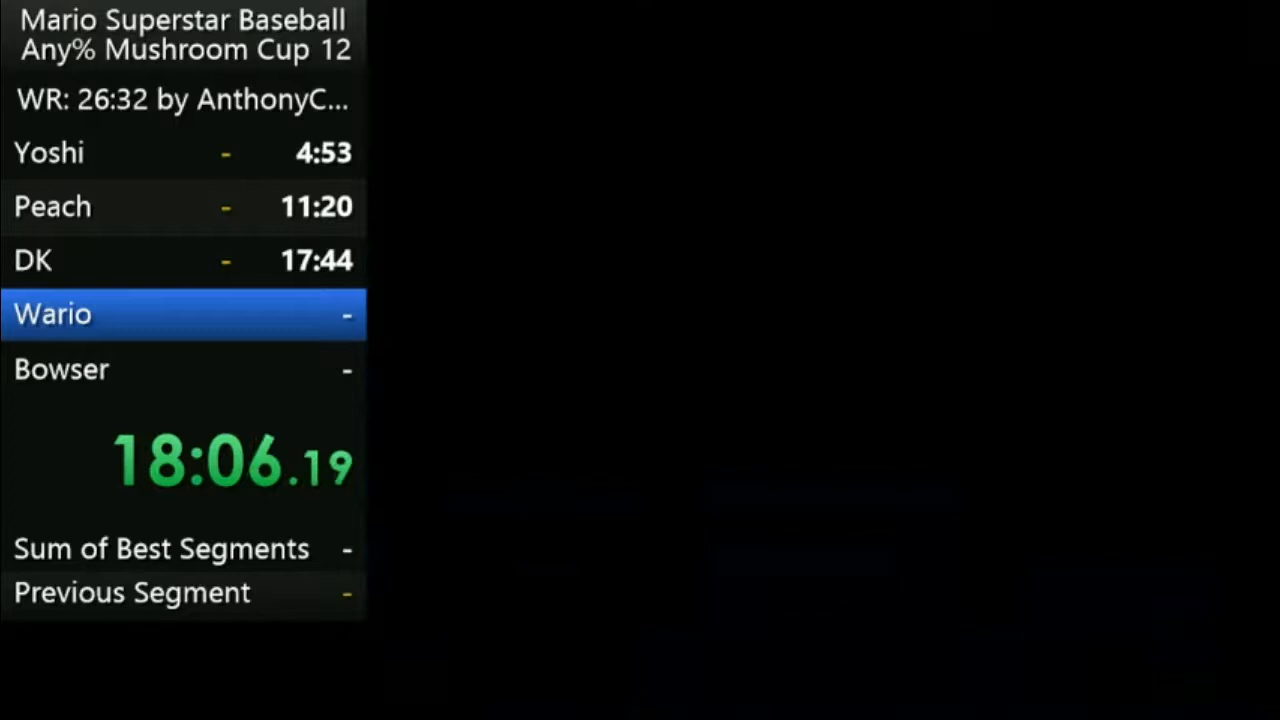 Mario Superstar Baseball
Any% Mushroom Cup 12
WR: 26:32 by AnthonyC...
Yoshi - 4:53
Peach - 11:20
DK - 17:44
Wario -
Bowser -
18:06.19
Sum of Best Segments -
Previous Segment -